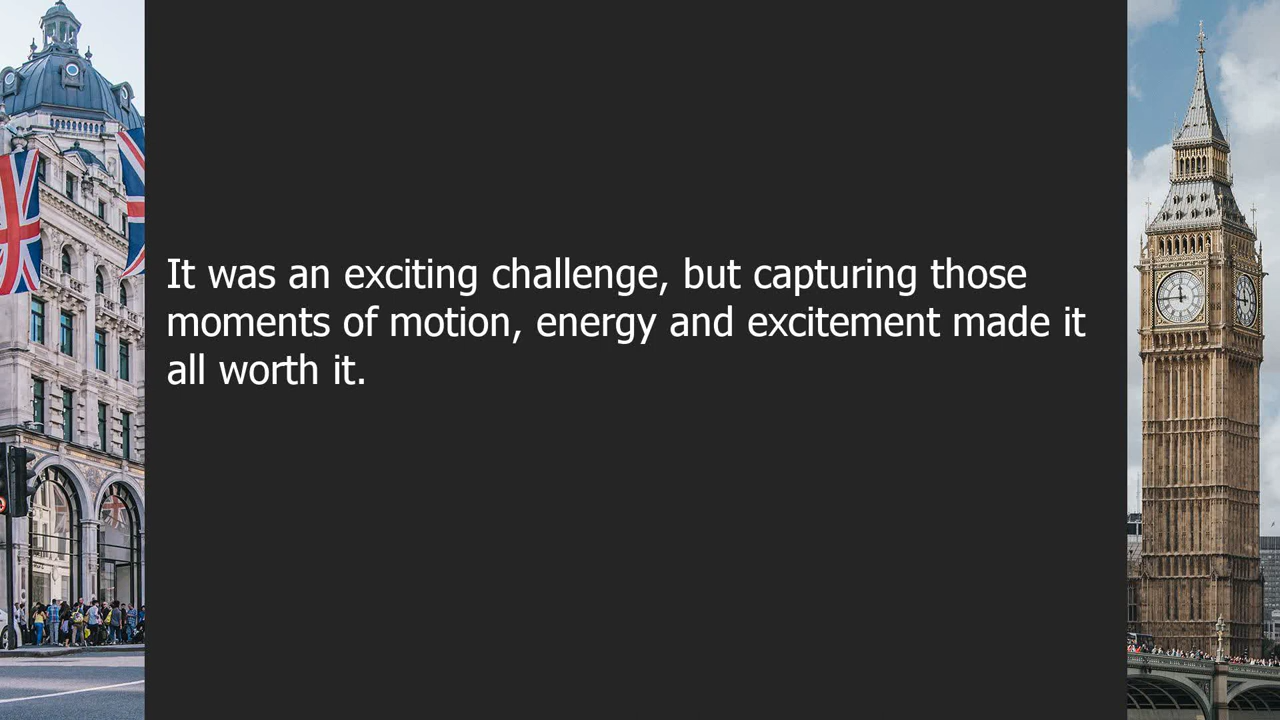 It was an exciting challenge, but capturing those
moments of motion, energy and excitement made it
all worth it.